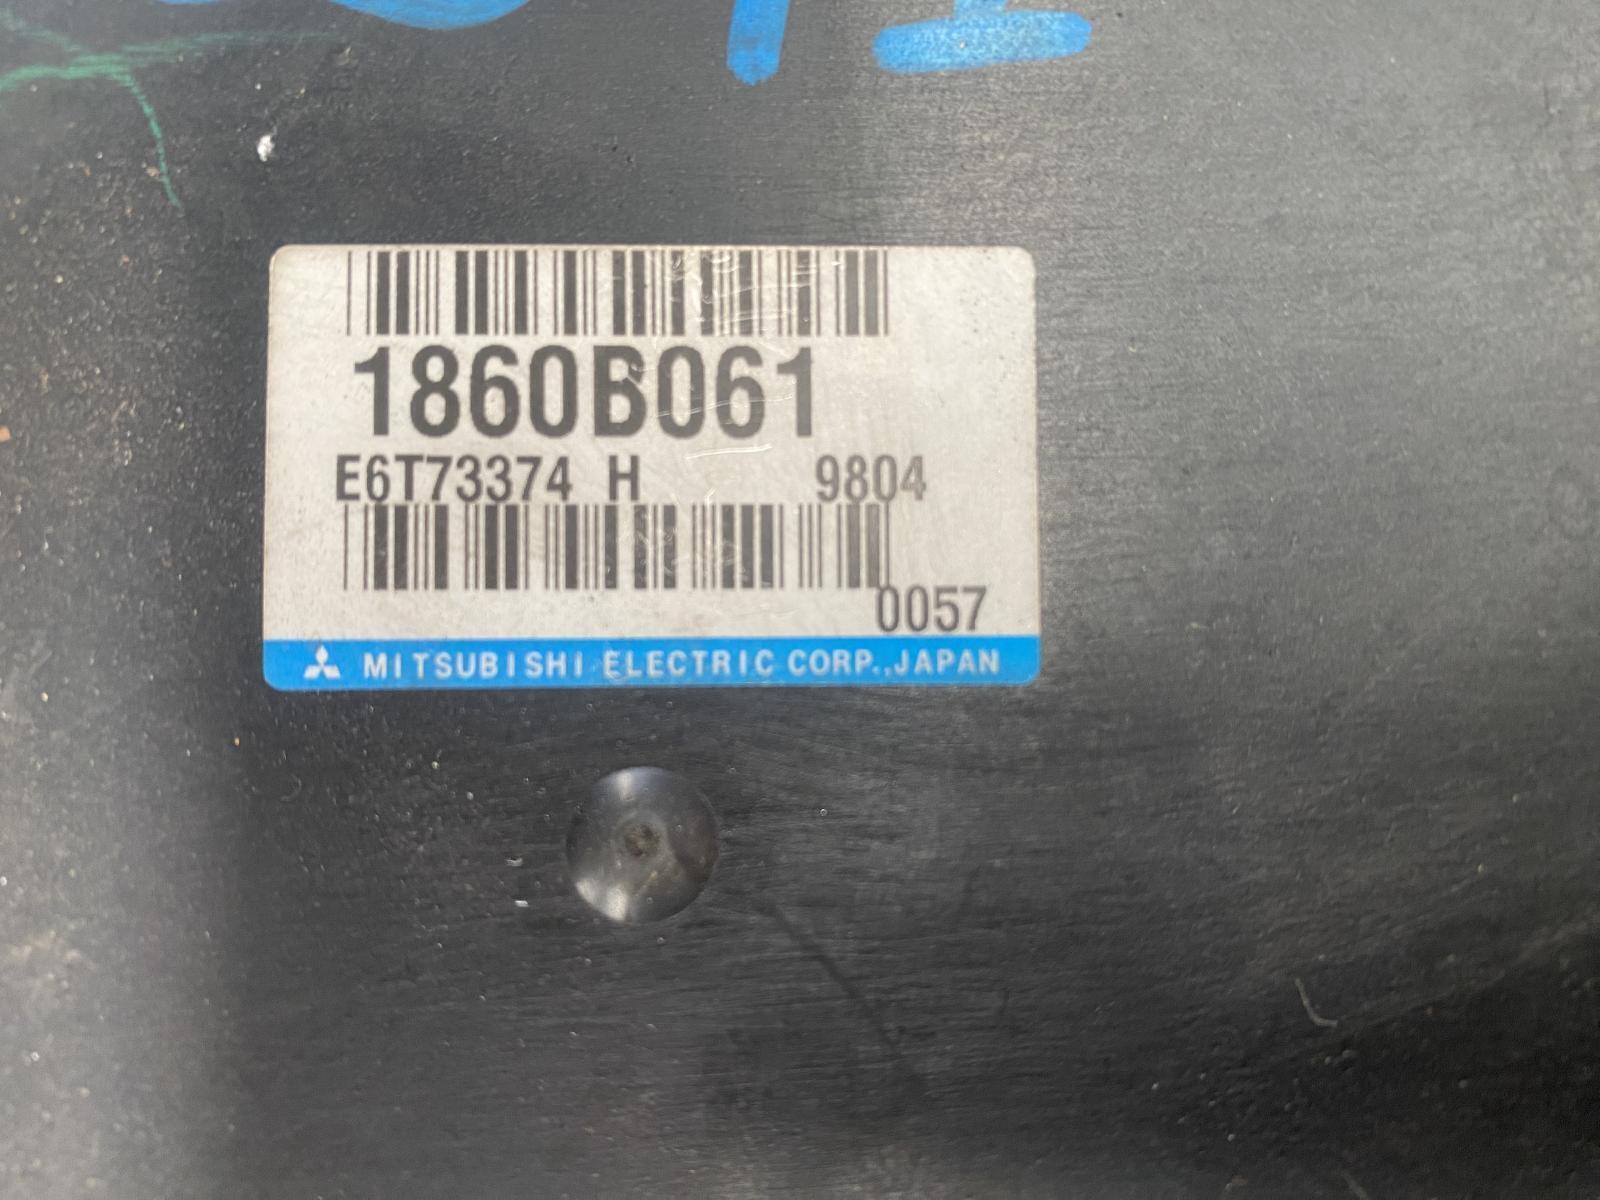 1860B061
E6T73374 H 9804
0057
MITSUBISHI ELECTRIC CORP.,JAPAN